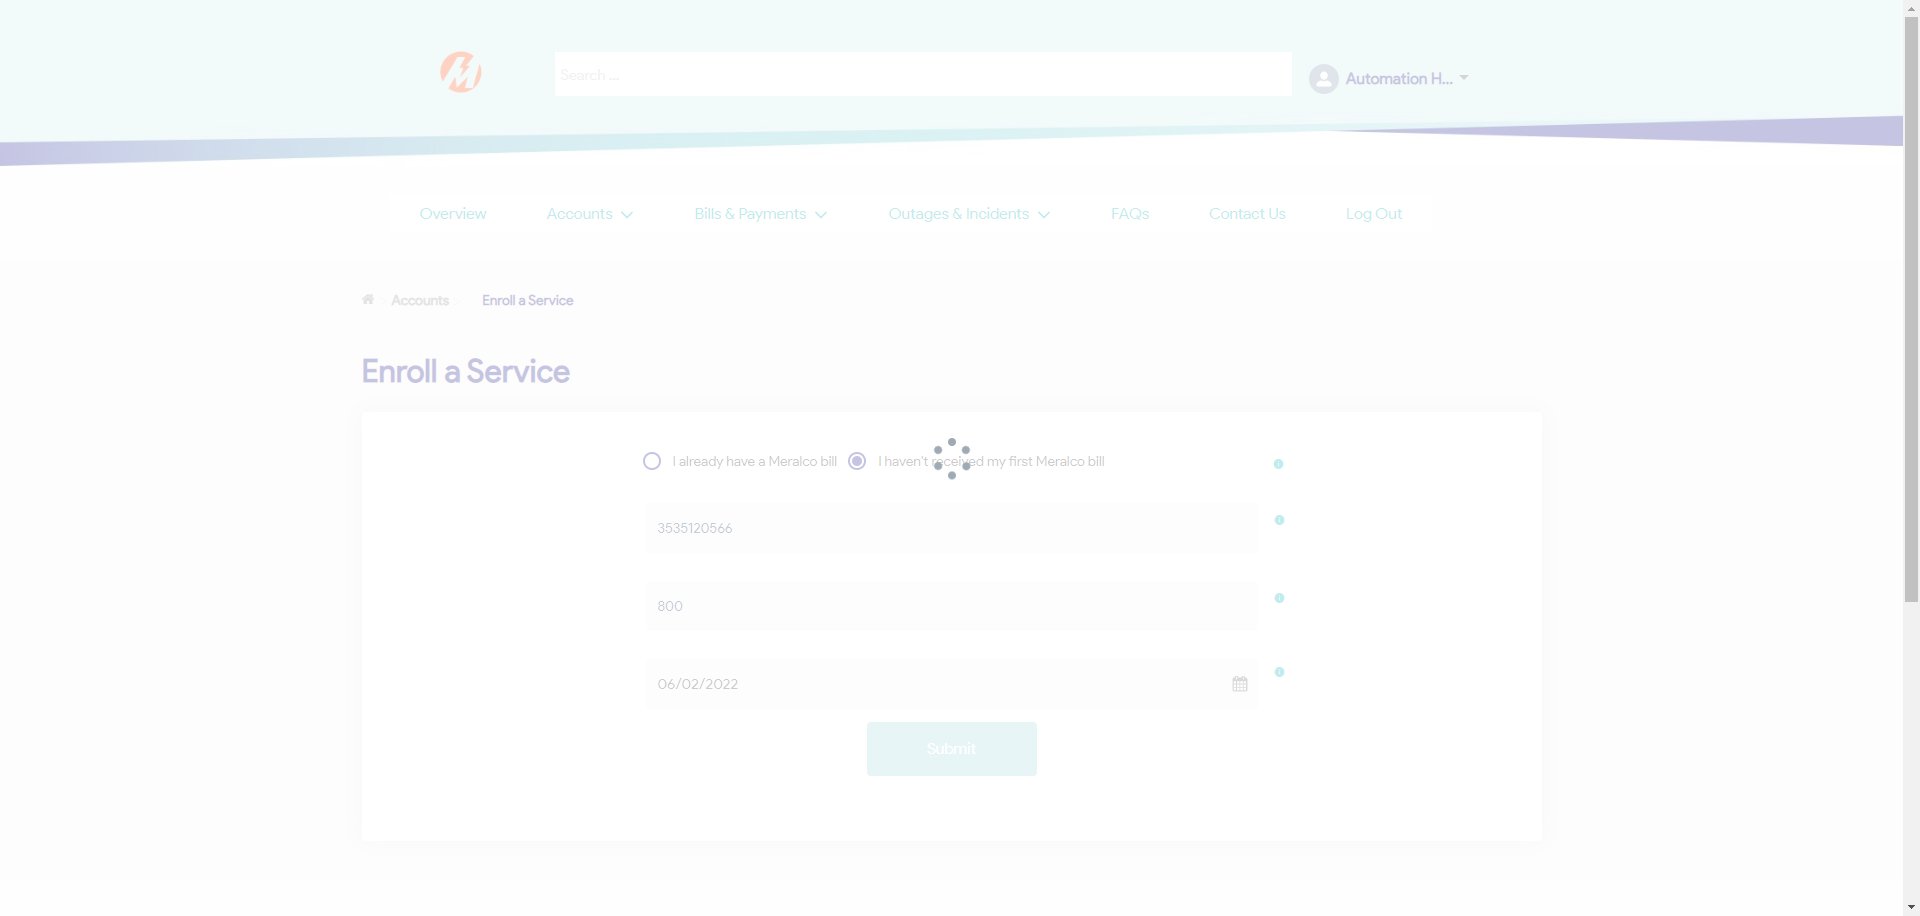 Search ...
Automation H...
Overview
Accounts
Bills & Payments
Outages & Incidents
FAQs
Contact Us
Log Out
Accounts
Enroll a Service
Enroll a Service
I already have a Meralco bill
I haven't received my first Meralco bill
3535120566
800
06/02/2022
Submit